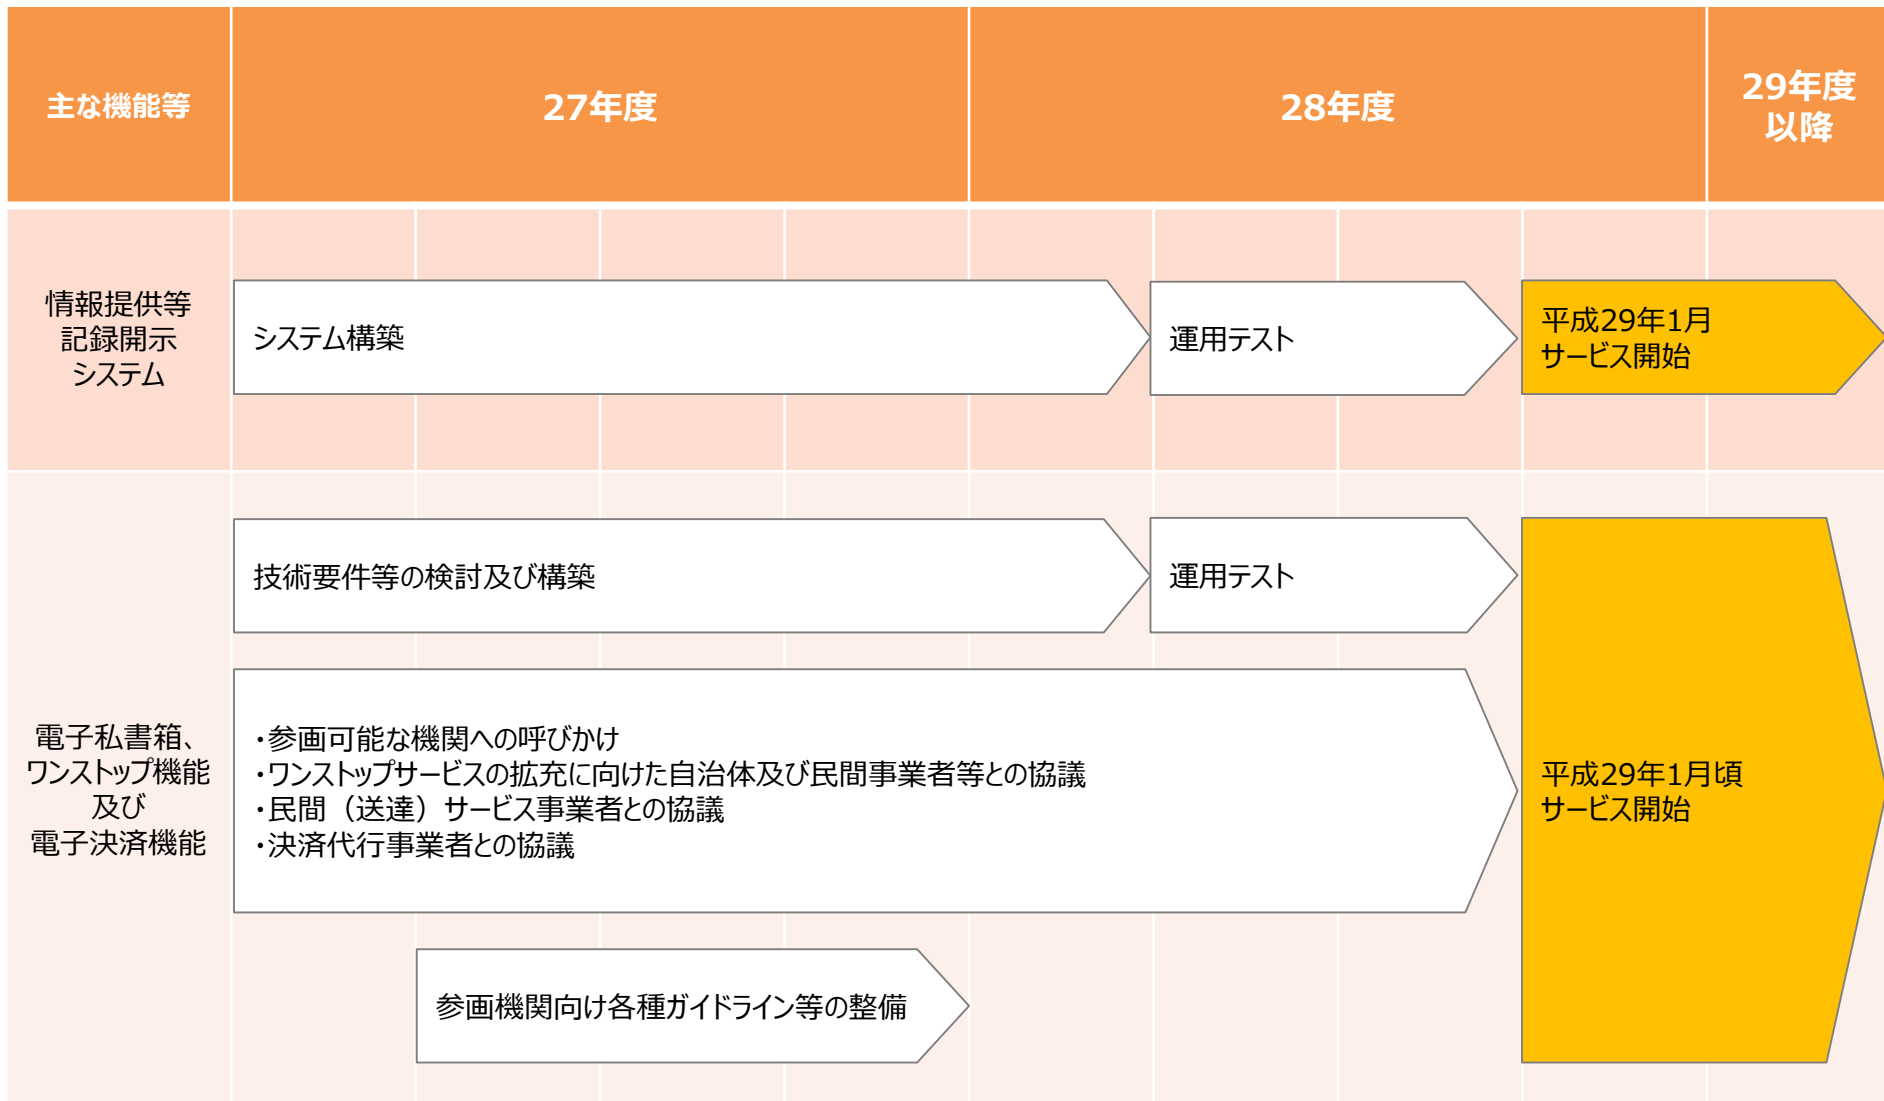 主な機能等
27年度
28年度
29年度
以降
情報提供等
記録開示
システム
システム構築
運用テスト
平成29年1月
サービス開始
電子私書箱、
ワンストップ機能
及び
電子決済機能
技術要件等の検討及び構築
運用テスト
・参画可能な機関への呼びかけ
・ワンストップサービスの拡充に向けた自治体及び民間事業者等との協議
・民間（送達）サービス事業者との協議
・決済代行事業者との協議
参画機関向け各種ガイドライン等の整備
平成29年1月頃
サービス開始